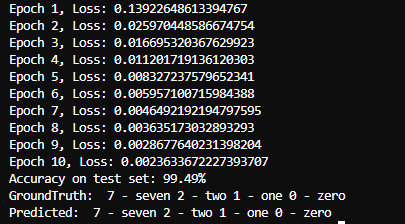 Epoch 1, Loss: 0.13922648613394767
Epoch 2, Loss: 0.025970448586674754
Epoch 3, Loss: 0.016695320367629923
Epoch 4, Loss: 0.011201719136120303
Epoch 5, Loss: 0.008327237579652341
Epoch 6, Loss: 0.005957100715984388
Epoch 7, Loss: 0.0046492192194797595
Epoch 8, Loss: 0.003635173032893293
Epoch 9, Loss: 0.0028677640231398204
Epoch 10, Loss: 0.0023633672227393707
Accuracy on test set: 99.49%
GroundTruth:  7 - seven 2 - two 1 - one 0 - zero
Predicted:  7 - seven 2 - two 1 - one 0 - zero